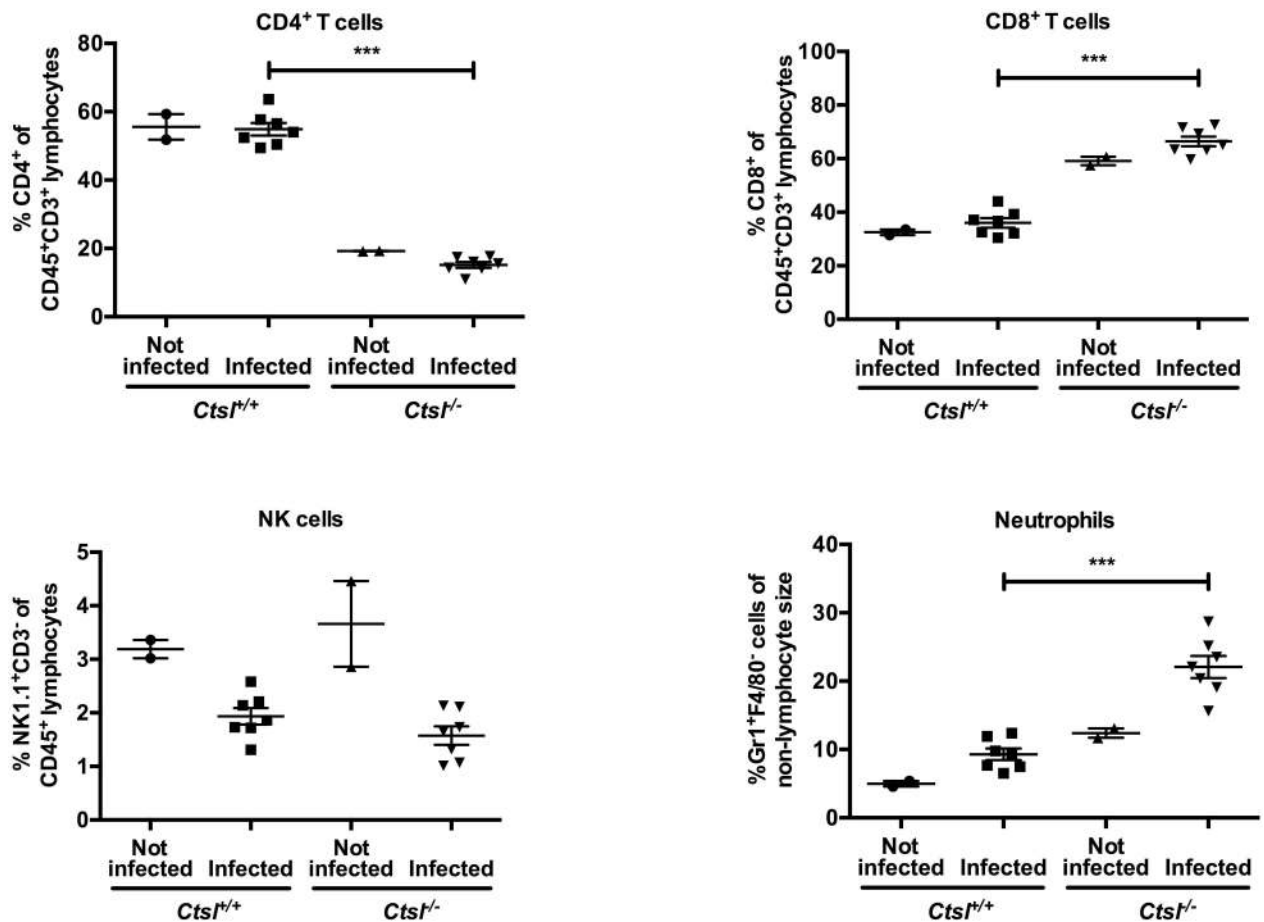 CD4⁺ T cells
% CD4⁺ of
CD45⁺CD3⁺ lymphocytes
80
60
40
20
0
***
Not
infected
Infected
Not
infected
Infected
Ctsl⁺/⁺
Ctsl⁻/⁻
CD8⁺ T cells
% CD8⁺ of
CD45⁺CD3⁺ lymphocytes
100
80
60
40
20
0
***
Not
infected
Infected
Not
infected
Infected
Ctsl⁺/⁺
Ctsl⁻/⁻
NK cells
% NK1.1⁺CD3⁻ of
CD45⁺ lymphocytes
5
4
3
2
1
0
Not
infected
Infected
Not
infected
Infected
Ctsl⁺/⁺
Ctsl⁻/⁻
Neutrophils
%Gr1⁺F4/80⁻ cells of
non-lymphocyte size
40
30
20
10
0
***
Not
infected
Infected
Not
infected
Infected
Ctsl⁺/⁺
Ctsl⁻/⁻